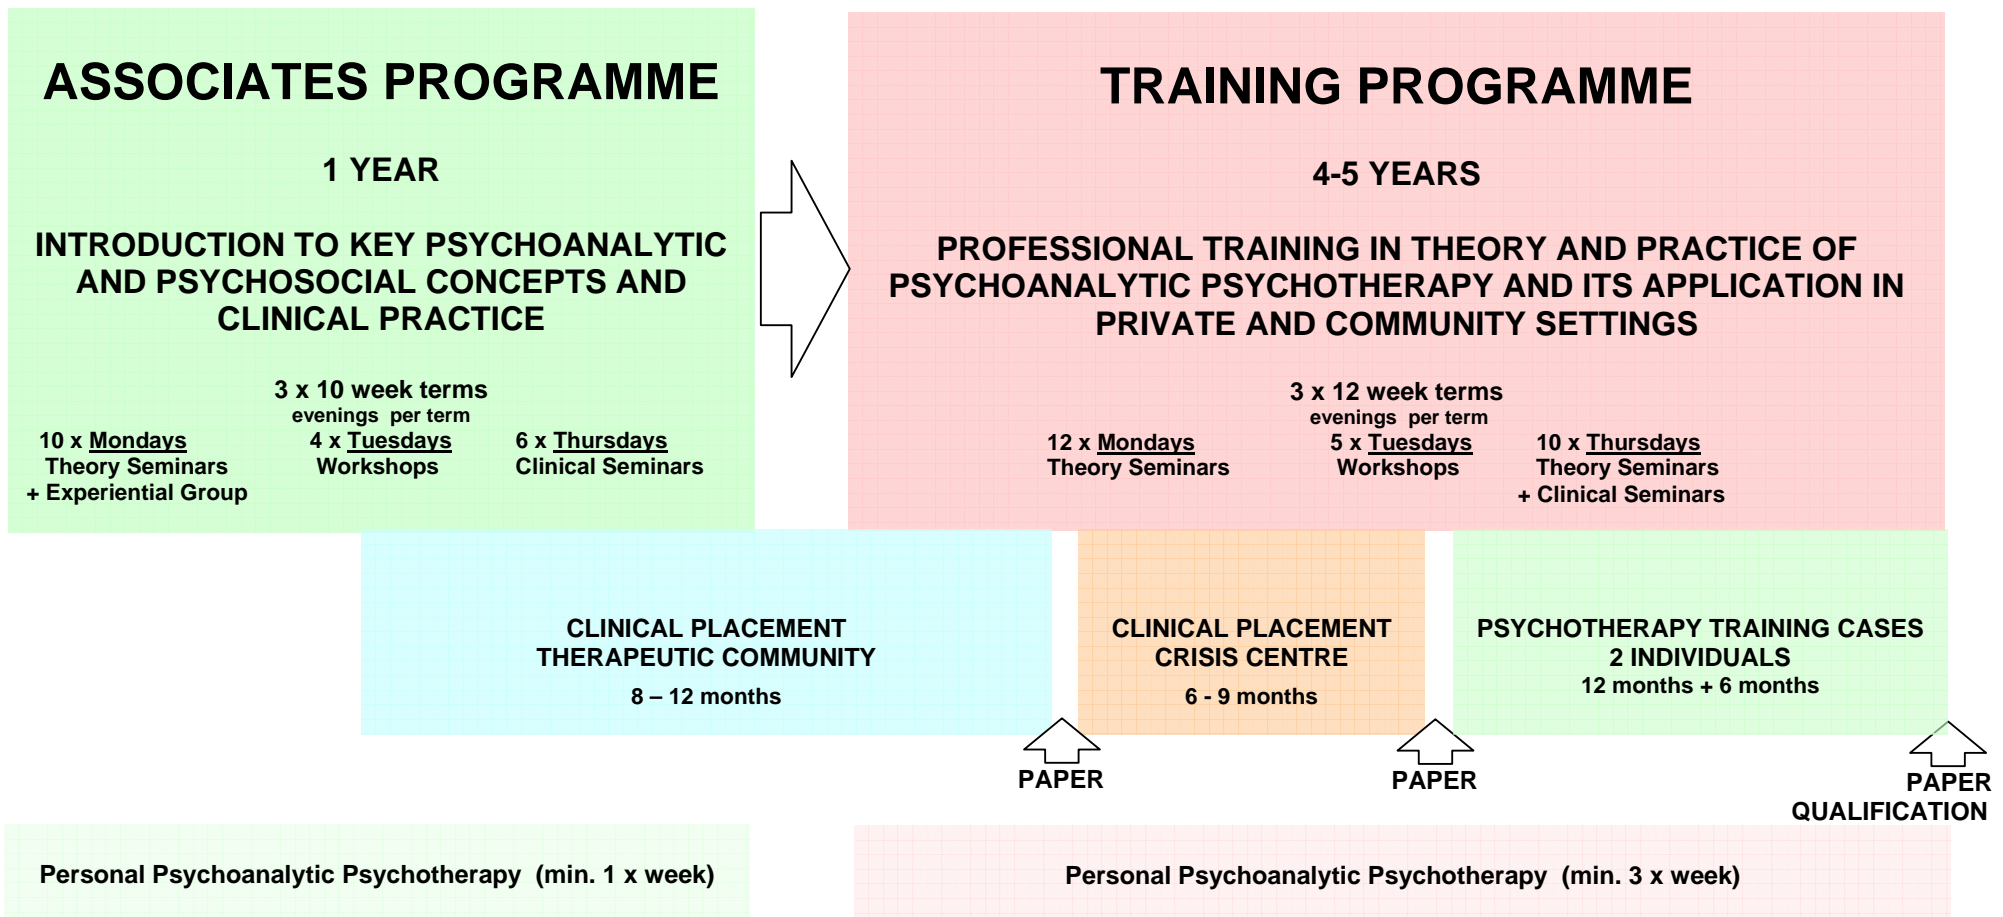 ASSOCIATES PROGRAMME
1 YEAR
INTRODUCTION TO KEY PSYCHOANALYTIC
AND PSYCHOSOCIAL CONCEPTS AND
CLINICAL PRACTICE
3 x 10 week terms
evenings per term
10 x Mondays
Theory Seminars
+ Experiential Group
4 x Tuesdays
Workshops
6 x Thursdays
Clinical Seminars
TRAINING PROGRAMME
4-5 YEARS
PROFESSIONAL TRAINING IN THEORY AND PRACTICE OF
PSYCHOANALYTIC PSYCHOTHERAPY AND ITS APPLICATION IN
PRIVATE AND COMMUNITY SETTINGS
3 x 12 week terms
evenings per term
12 x Mondays
Theory Seminars
5 x Tuesdays
Workshops
10 x Thursdays
Theory Seminars
+ Clinical Seminars
CLINICAL PLACEMENT
THERAPEUTIC COMMUNITY
8 – 12 months
CLINICAL PLACEMENT
CRISIS CENTRE
6 - 9 months
PSYCHOTHERAPY TRAINING CASES
2 INDIVIDUALS
12 months + 6 months
PAPER
PAPER
PAPER
QUALIFICATION
Personal Psychoanalytic Psychotherapy (min. 1 x week)
Personal Psychoanalytic Psychotherapy (min. 3 x week)